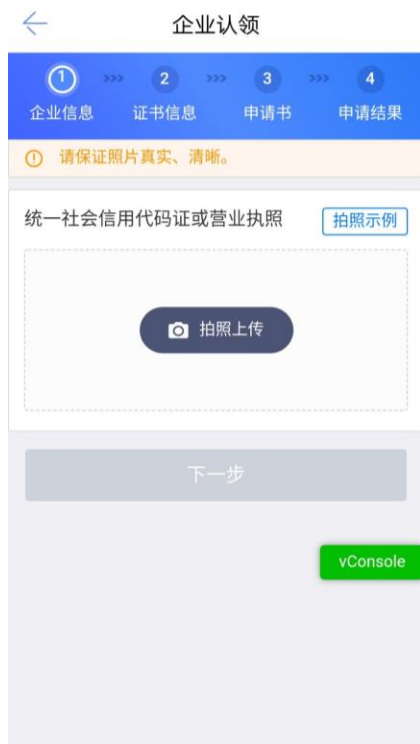 企业认领
1 >>> 2 >>> 3 >>> 4
企业信息 证书信息 申请书 申请结果
请保证照片真实、清晰。
统一社会信用代码证或营业执照 拍照示例
拍照上传
下一步
vConsole